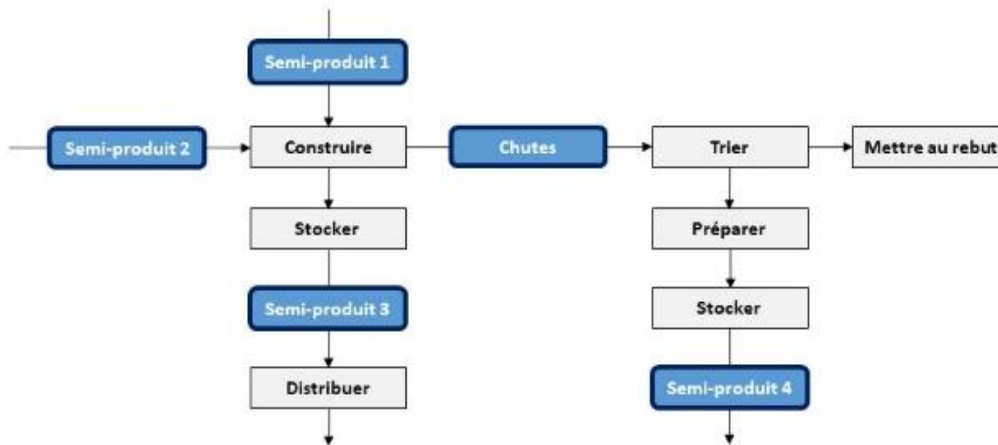 Semi-produit 1
Semi-produit 2
Construire
Chutes
Trier
Mettre au rebut
Stocker
Préparer
Semi-produit 3
Stocker
Distribuer
Semi-produit 4